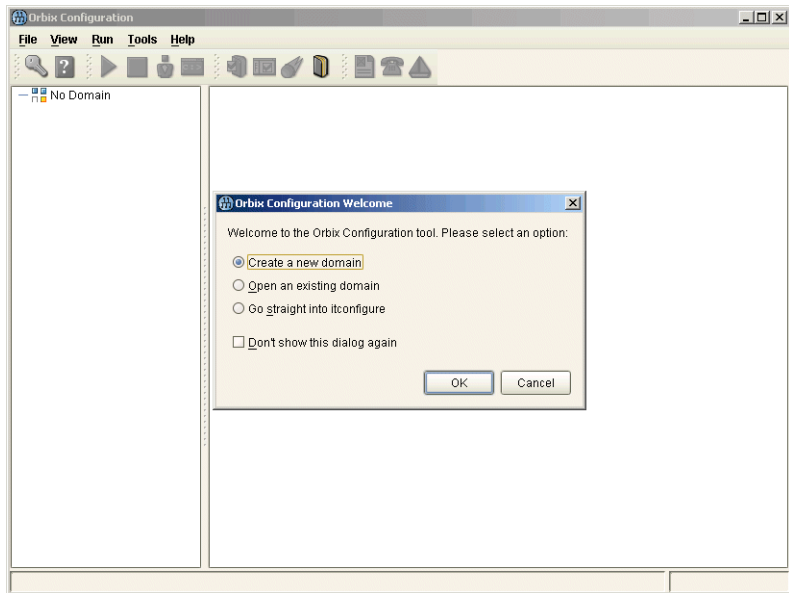 Orbix Configuration
File View Run Tools Help
No Domain
Orbix Configuration Welcome
Welcome to the Orbix Configuration tool. Please select an option:
Create a new domain
Open an existing domain
Go straight into itconfigure
Don't show this dialog again
OK Cancel